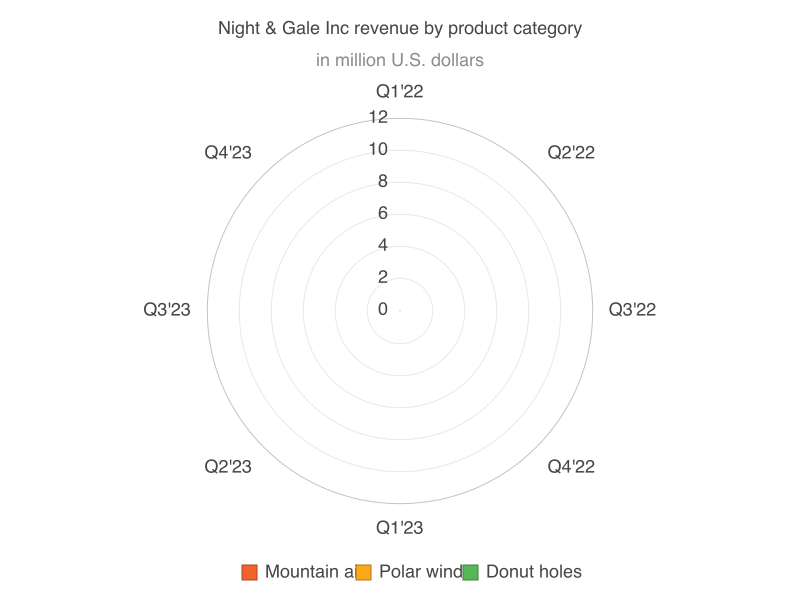 Night & Gale Inc revenue by product category
in million U.S. dollars
Q1'22
12
Q4'23
10
Q2'22
8
6
4
2
Q3'23
0
Q3'22
Q2'23
Q4'22
Q1'23
Mountain Polar wind Donut holes